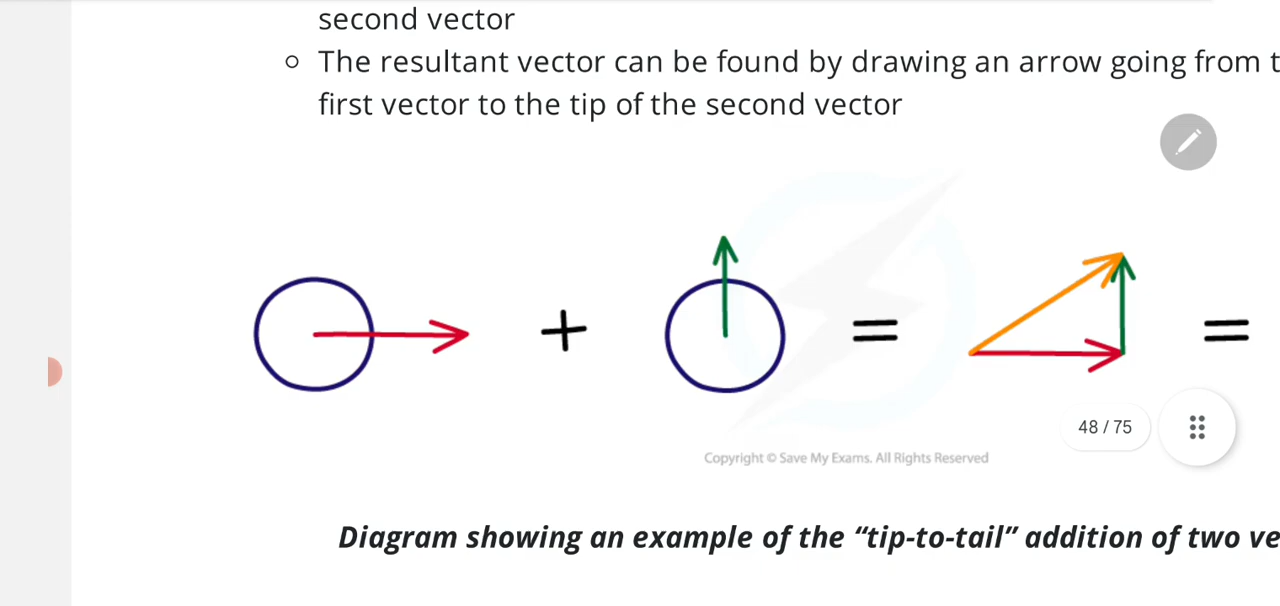 second vector
The resultant vector can be found by drawing an arrow going from t
first vector to the tip of the second vector
+
=
=
48 / 75
Copyright © Save My Exams. All Rights Reserved
Diagram showing an example of the “tip-to-tail” addition of two ve